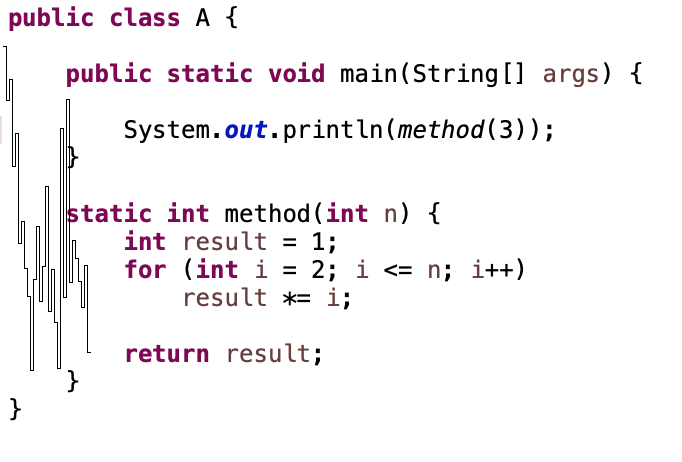 public class A {
public static void main(String[] args) {
System.out.println(method(3));
}
static int method(int n) {
int result = 1;
for (int i = 2; i <= n; i++)
result *= i;
return result;
}
}